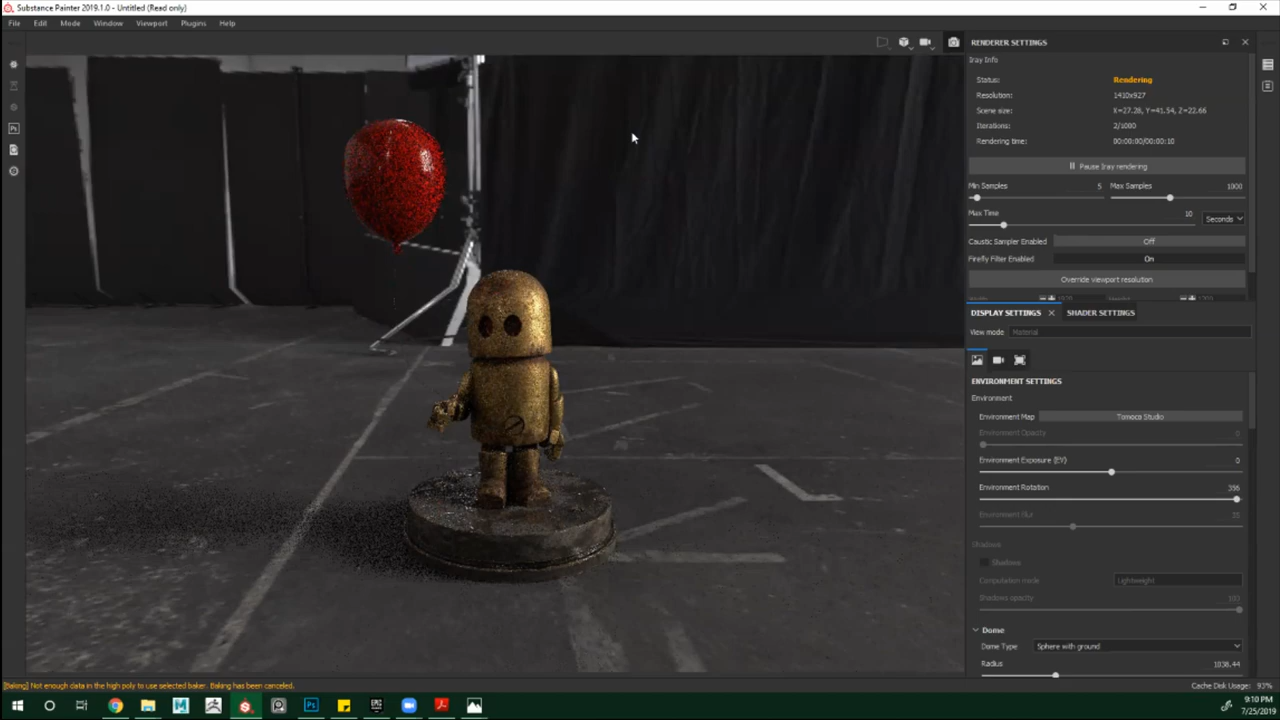 Substance Painter 2019.1.0 - Untitled (Read only)
File Edit Mode Window Viewport Plugins Help
RENDERER SETTINGS
Iray Info
Status: Rendering
Resolution: 1410x927
Scene size: X=27.28, Y=41.54, Z=22.66
Iterations: 2/1000
Rendering time: 00:00:00/00:00:10
Pause Iray rendering
Min Samples 5 Max Samples 1000
Max Time 10 Seconds
Caustic Sampler Enabled Off
Firefly Filter Enabled On
Override viewport resolution
DISPLAY SETTINGS SHADER SETTINGS
View mode Material
ENVIRONMENT SETTINGS
Environment
Environment Map Tomoco Studio
Environment Opacity 0
Environment Exposure (EV) 0
Environment Rotation 356
Environment Blur
Shadows
Shadows
Computation mode Lightweight
Shadows opacity 100
Dome
Dome Type Sphere with ground
Radius 1038.44
[Baking] Not enough data in the high poly to use selected baker. Baking has been canceled.
Cache Disk Usage: 93%
Ps
EPIC
9:10 PM
7/25/2019